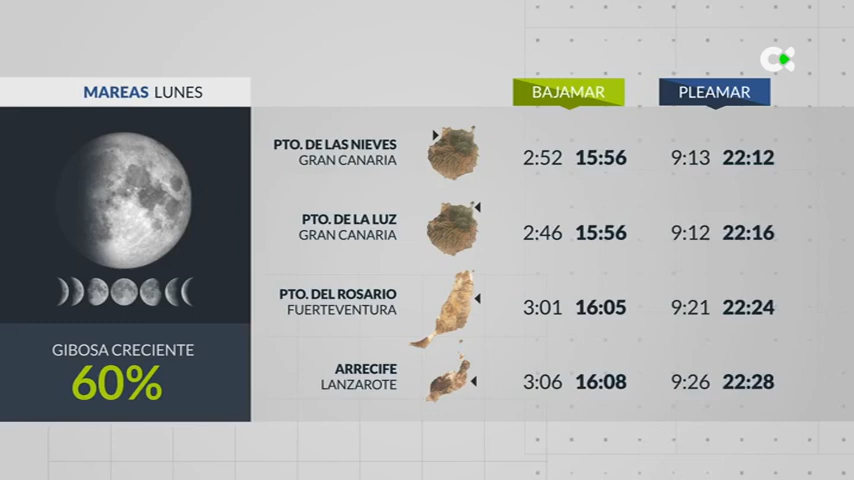 MAREAS LUNES
BAJAMAR PLEAMAR
PTO. DE LAS NIEVES
GRAN CANARIA
2:52 15:56 9:13 22:12
PTO. DE LA LUZ
GRAN CANARIA
2:46 15:56 9:12 22:16
PTO. DEL ROSARIO
FUERTEVENTURA
3:01 16:05 9:21 22:24
ARRECIFE
LANZAROTE
3:06 16:08 9:26 22:28
GIBOSA CRECIENTE
60%